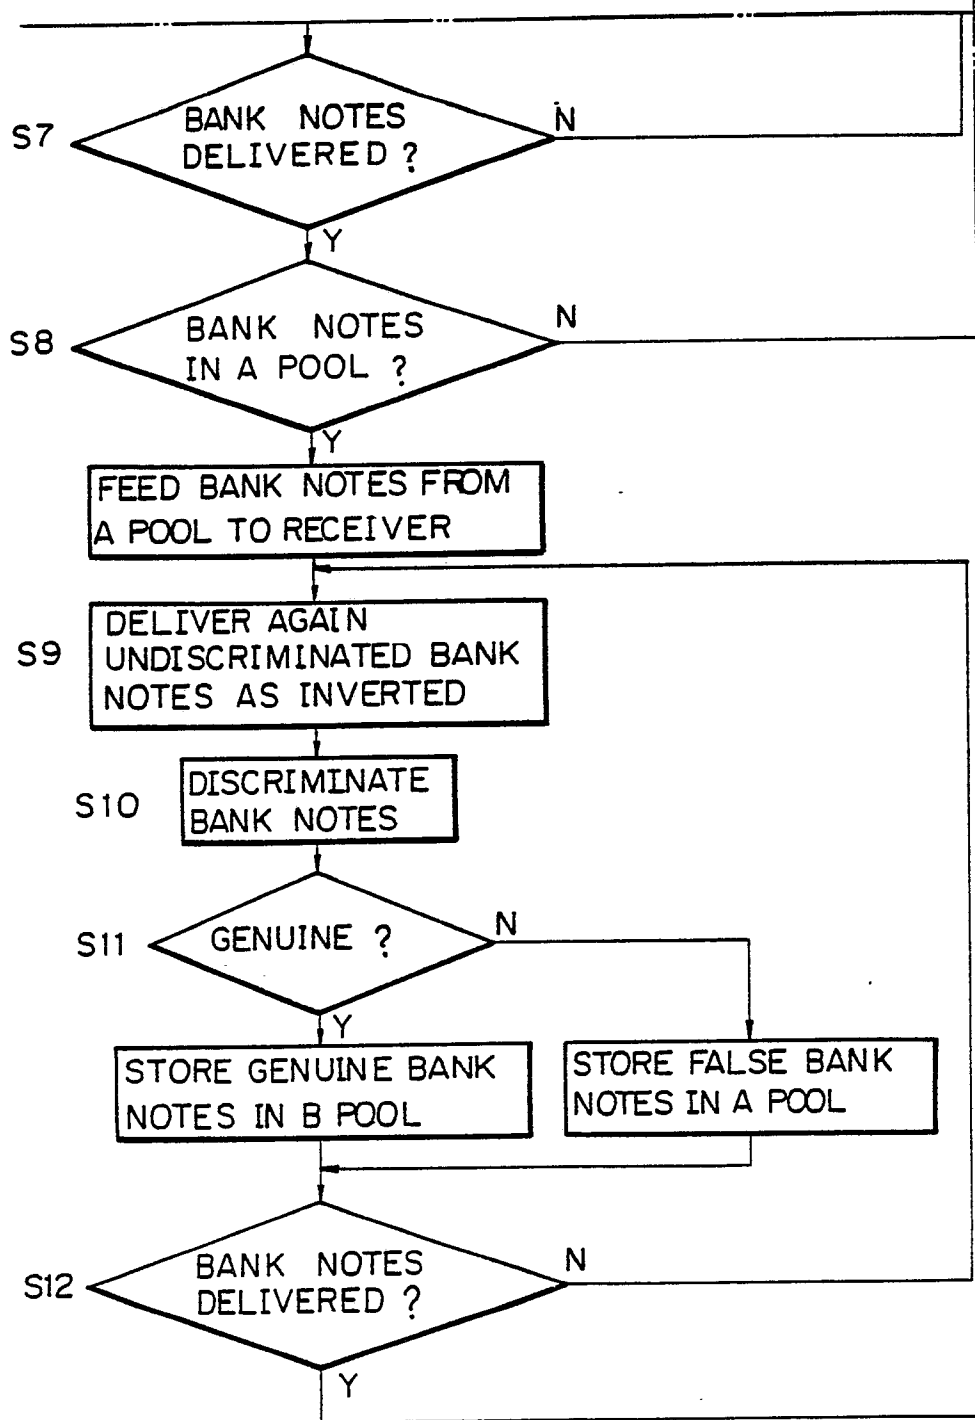 S7
BANK NOTES
DELIVERED ?
N
Y
S8
BANK NOTES
IN A POOL ?
N
Y
FEED BANK NOTES FROM
A POOL TO RECEIVER
S9
DELIVER AGAIN
UNDISCRIMINATED BANK
NOTES AS INVERTED
S10
DISCRIMINATE
BANK NOTES
S11
GENUINE ?
N
Y
STORE GENUINE BANK
NOTES IN B POOL
STORE FALSE BANK
NOTES IN A POOL
S12
BANK NOTES
DELIVERED ?
N
Y